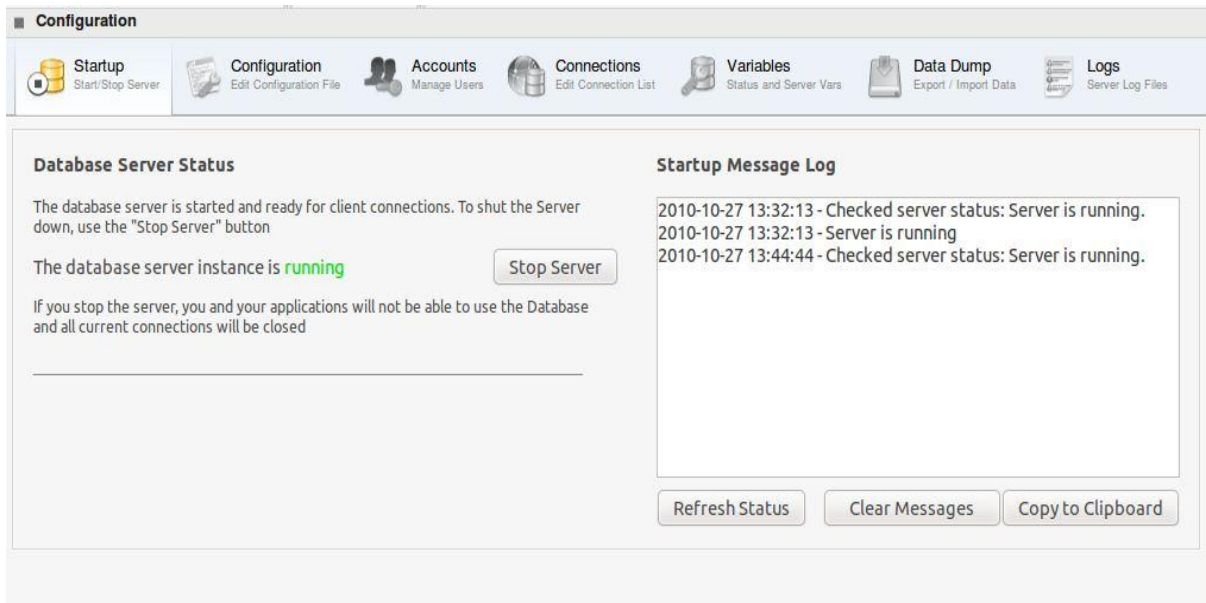 Configuration
Startup
Start/Stop Server
Configuration
Edit Configuration File
Accounts
Manage Users
Connections
Edit Connection List
Variables
Status and Server Vars
Data Dump
Export / Import Data
Logs
Server Log Files
Database Server Status
The database server is started and ready for client connections. To shut the Server
down, use the "Stop Server" button
The database server instance is running
Stop Server
If you stop the server, you and your applications will not be able to use the Database
and all current connections will be closed
Startup Message Log
2010-10-27 13:32:13 - Checked server status: Server is running.
2010-10-27 13:32:13 - Server is running
2010-10-27 13:44:44 - Checked server status: Server is running.
Refresh Status
Clear Messages
Copy to Clipboard